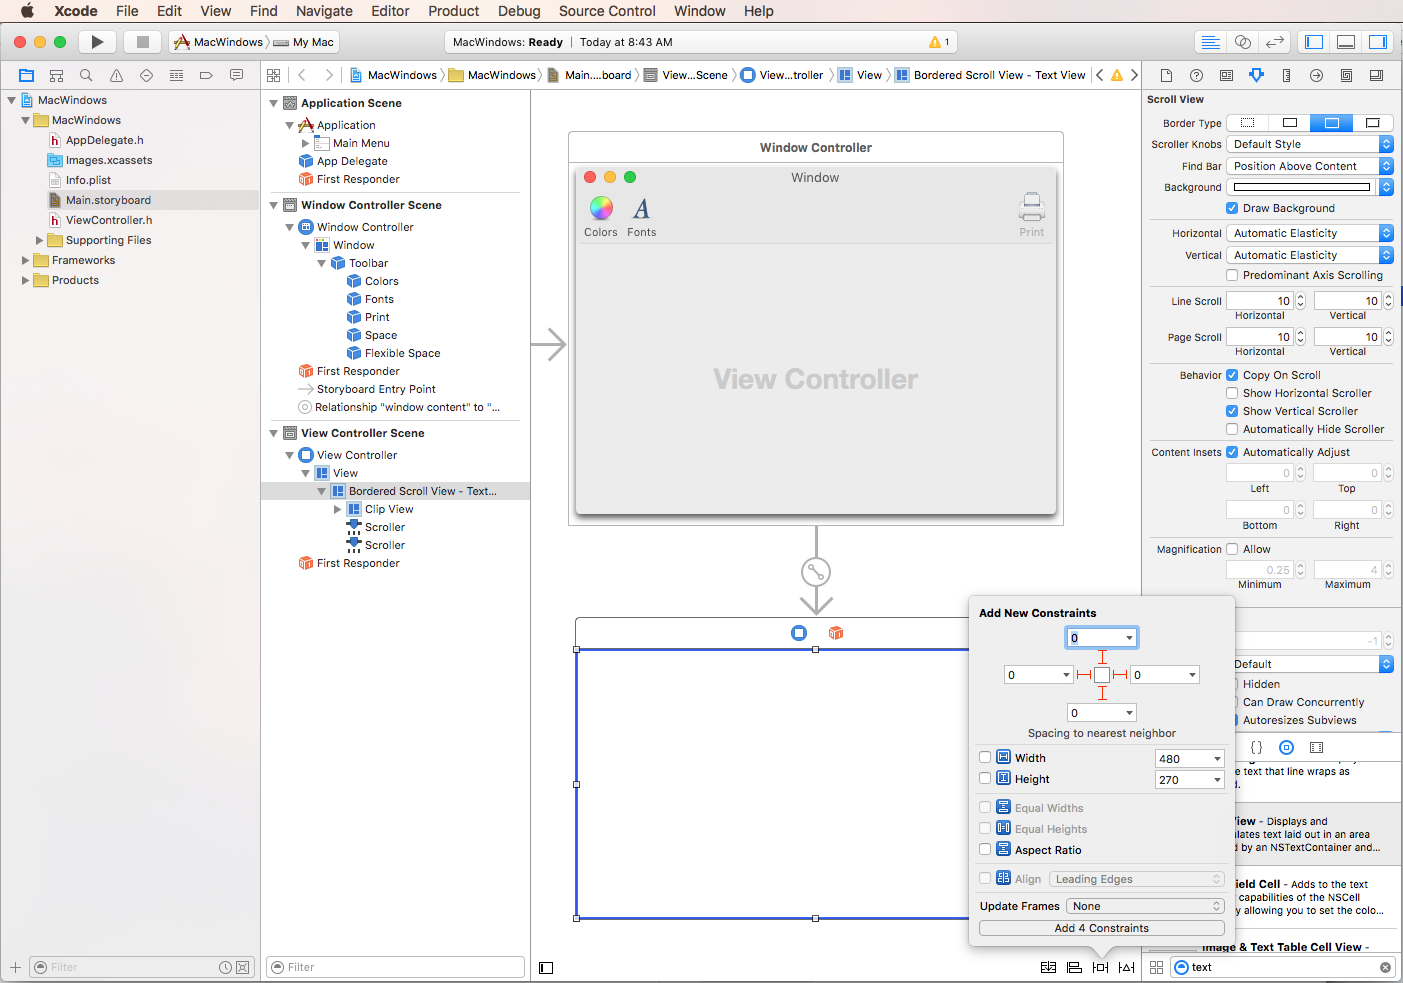 Xcode File Edit View Find Navigate Editor Product Debug Source Control Window Help
MacWindows My Mac
MacWindows: Ready | Today at 8:43 AM
1
MacWindows MacWindows Main....board View...Scene View...troller View Bordered Scroll View - Text View
MacWindows
MacWindows
h AppDelegate.h
Images.xcassets
Info.plist
Main.storyboard
h ViewController.h
Supporting Files
Frameworks
Products
Filter
Application Scene
Application
Main Menu
App Delegate
First Responder
Window Controller Scene
Window Controller
Window
Toolbar
Colors
Fonts
Print
Space
Flexible Space
First Responder
Storyboard Entry Point
Relationship "window content" to "...
View Controller Scene
View Controller
View
Bordered Scroll View - Text...
Clip View
Scroller
Scroller
First Responder
Filter
Window Controller
Window
Colors Fonts Print
View Controller
Add New Constraints
0
0 0
0
Spacing to nearest neighbor
Width 480
Height 270
Equal Widths
Equal Heights
Aspect Ratio
Align Leading Edges
Update Frames None
Add 4 Constraints
Scroll View
Border Type
Scroller Knobs Default Style
Find Bar Position Above Content
Background
Draw Background
Horizontal Automatic Elasticity
Vertical Automatic Elasticity
Predominant Axis Scrolling
Line Scroll 10 10
Horizontal Vertical
Page Scroll 10 10
Horizontal Vertical
Behavior Copy On Scroll
Show Horizontal Scroller
Show Vertical Scroller
Automatically Hide Scroller
Content Insets Automatically Adjust
0 0
Left Top
0 0
Bottom Right
Magnification Allow
0.25 4
Minimum Maximum
-1
Default
Hidden
Can Draw Concurrently
Autoresizes Subviews
{ }
e text that line wraps as
d.
View - Displays and
ulates text laid out in an area
d by an NSTextContainer and...
ield Cell - Adds to the text
capabilities of the NSCell
y allowing you to set the colo...
Image & Text Table Cell View -
text